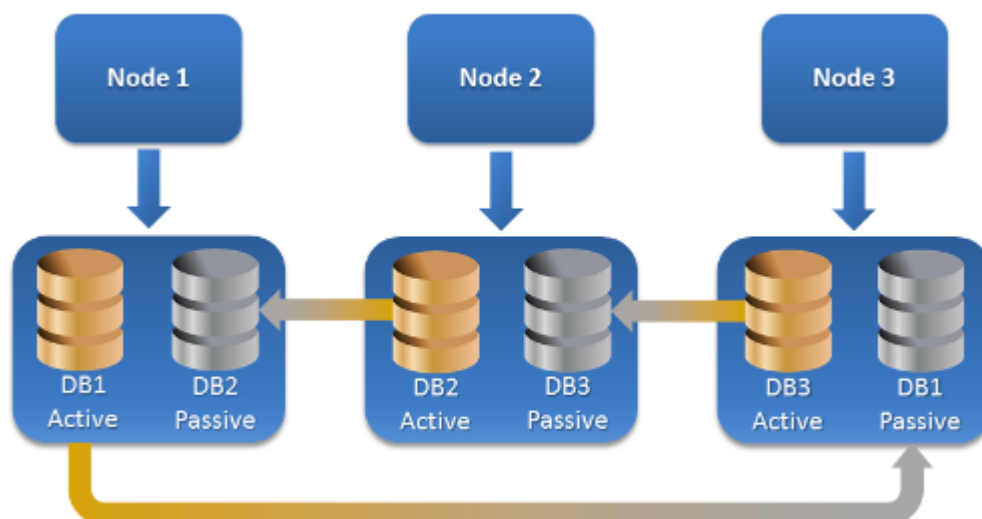 Node 1
Node 2
Node 3
DB1
Active
DB2
Passive
DB2
Active
DB3
Passive
DB3
Active
DB1
Passive